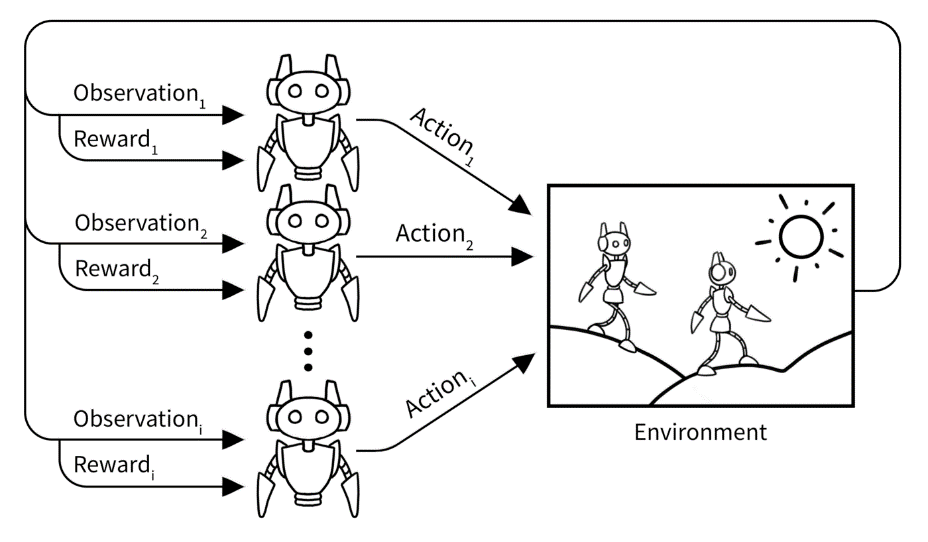 Observation₁
Reward₁
Action₁
Observation₂
Reward₂
Action₂
Observationᵢ
Rewardᵢ
Actionᵢ
Environment